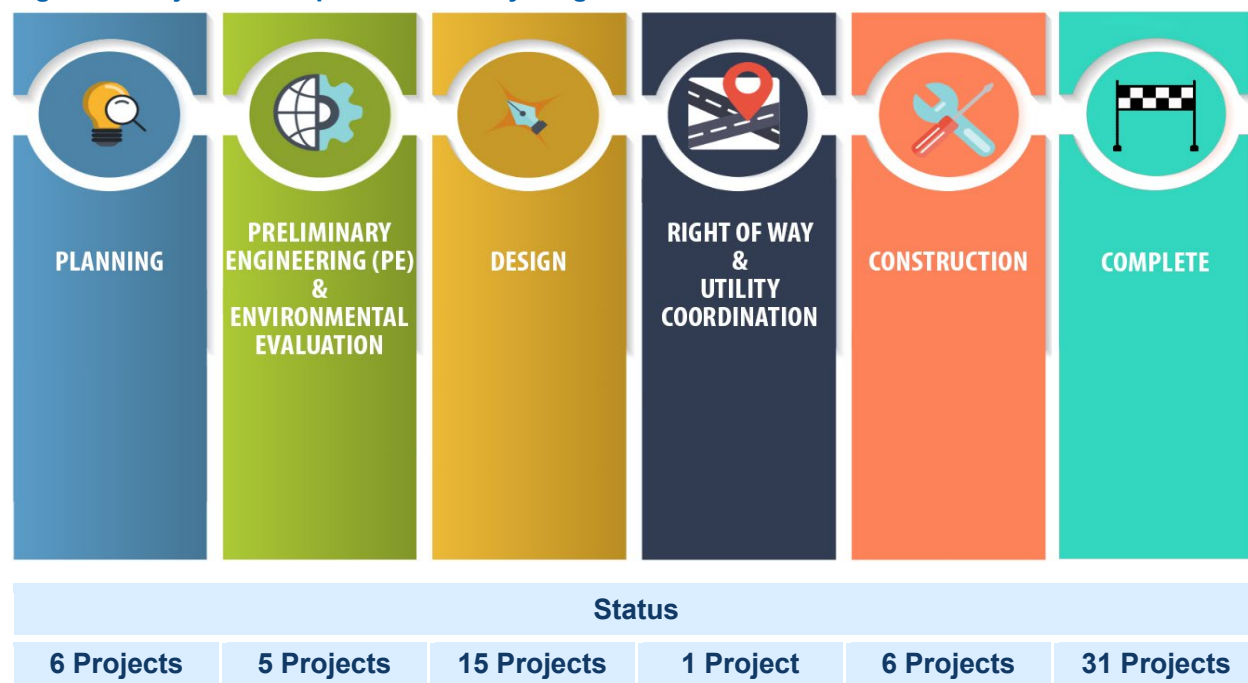 PLANNING
PRELIMINARY
ENGINEERING (PE)
&
ENVIRONMENTAL
EVALUATION
DESIGN
RIGHT OF WAY
&
UTILITY
COORDINATION
CONSTRUCTION
COMPLETE
Status
6 Projects 5 Projects 15 Projects 1 Project 6 Projects 31 Projects